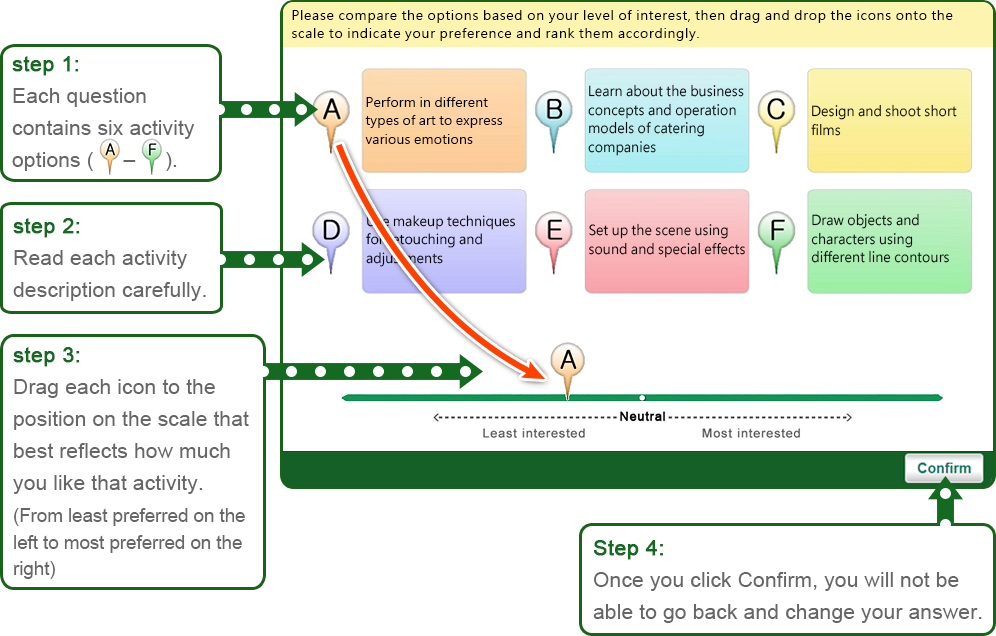 Please compare the options based on your level of interest, then drag and drop the icons onto the
scale to indicate your preference and rank them accordingly.
step 1:
Each question
contains six activity
options ( A – F ).
A
Perform in different
types of art to express
various emotions
B
Learn about the business
concepts and operation
models of catering
companies
C
Design and shoot short
films
step 2:
Read each activity
description carefully.
D
Use makeup techniques
for retouching and
adjustments
E
Set up the scene using
sound and special effects
F
Draw objects and
characters using
different line contours
step 3:
Drag each icon to the
position on the scale that
best reflects how much
you like that activity.
(From least preferred on the
left to most preferred on the
right)
A
Neutral
Least interested
Most interested
Confirm
Step 4:
Once you click Confirm, you will not be
able to go back and change your answer.